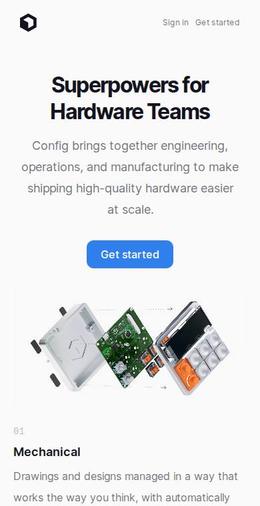 Sign in Get started
Superpowers for
Hardware Teams
Config brings together engineering,
operations, and manufacturing to make
shipping high-quality hardware easier
at scale.
Get started
01
Mechanical
Drawings and designs managed in a way that
works the way you think, with automatically